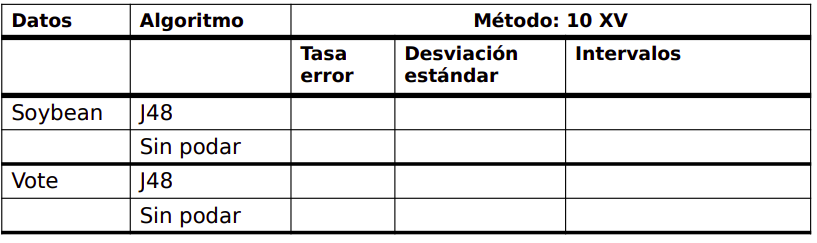 Datos Algoritmo Método: 10 XV
Tasa error Desviación estándar Intervalos
Soybean J48
Sin podar
Vote J48
Sin podar